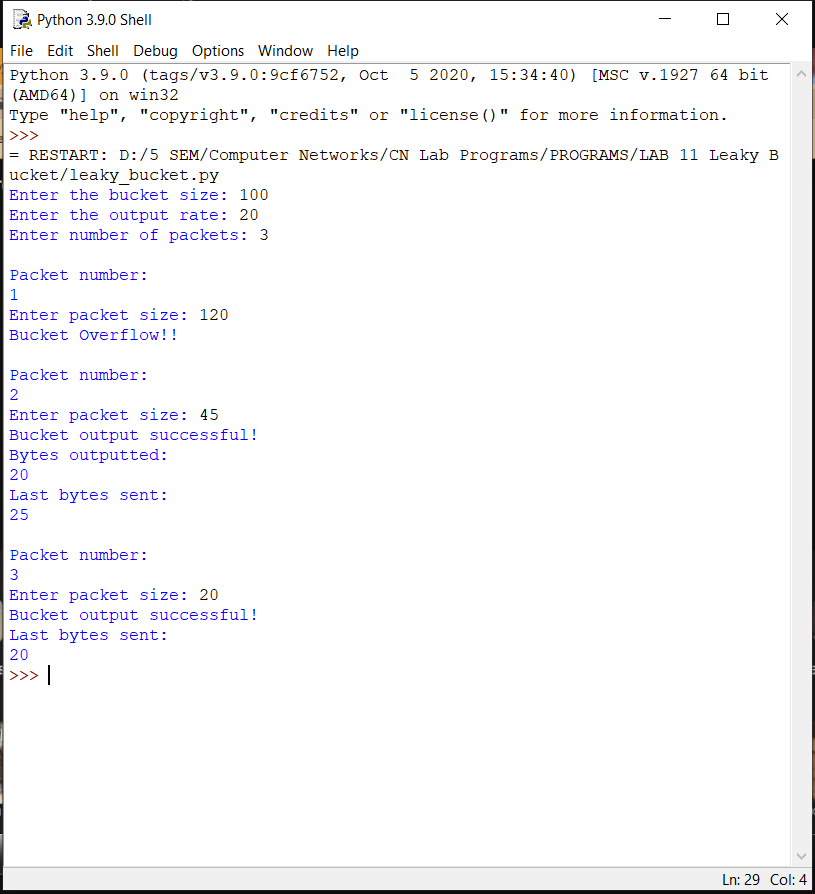 Python 3.9.0 Shell
File Edit Shell Debug Options Window Help
Python 3.9.0 (tags/v3.9.0:9cf6752, Oct  5 2020, 15:34:40) [MSC v.1927 64 bit
(AMD64)] on win32
Type "help", "copyright", "credits" or "license()" for more information.
>>>
= RESTART: D:/5 SEM/Computer Networks/CN Lab Programs/PROGRAMS/LAB 11 Leaky B
ucket/leaky_bucket.py
Enter the bucket size: 100
Enter the output rate: 20
Enter number of packets: 3

Packet number:
1
Enter packet size: 120
Bucket Overflow!!

Packet number:
2
Enter packet size: 45
Bucket output successful!
Bytes outputted:
20
Last bytes sent:
25

Packet number:
3
Enter packet size: 20
Bucket output successful!
Last bytes sent:
20
>>>
Ln: 29 Col: 4